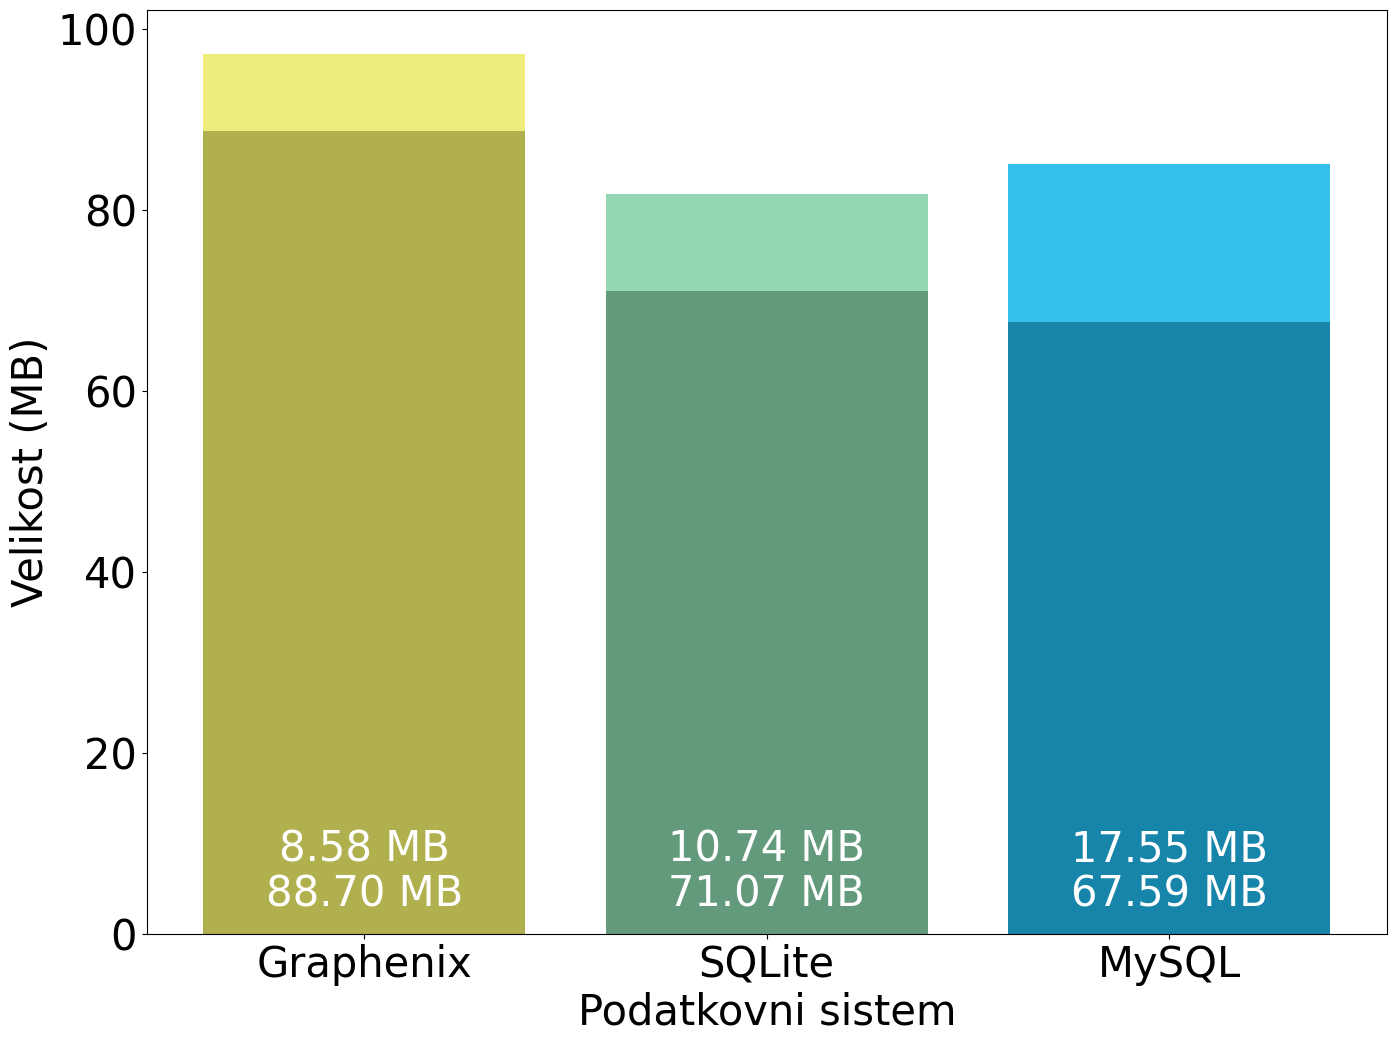 Velikost (MB)
100
80
60
40
20
0
8.58 MB
88.70 MB
10.74 MB
71.07 MB
17.55 MB
67.59 MB
Graphenix
SQLite
MySQL
Podatkovni sistem